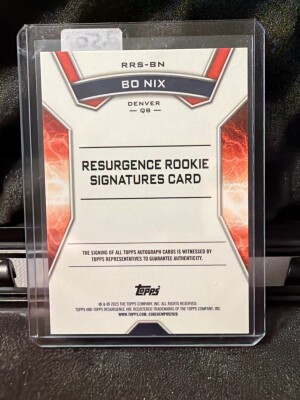 RRS-BN
BO NIX
DENVER
QB
RESURGENCE ROOKIE
SIGNATURES CARD
THE SIGNING OF ALL TOPPS AUTOGRAPH CARDS IS WITNESSED BY
TOPPS REPRESENTATIVES TO GUARANTEE AUTHENTICITY.
TOPPS
® & © 2025 THE TOPPS COMPANY, INC. ALL RIGHTS RESERVED.
TOPPS AND TOPPS RESURGENCE ARE REGISTERED TRADEMARKS OF THE TOPPS COMPANY, INC.
WWW.TOPPS.COM